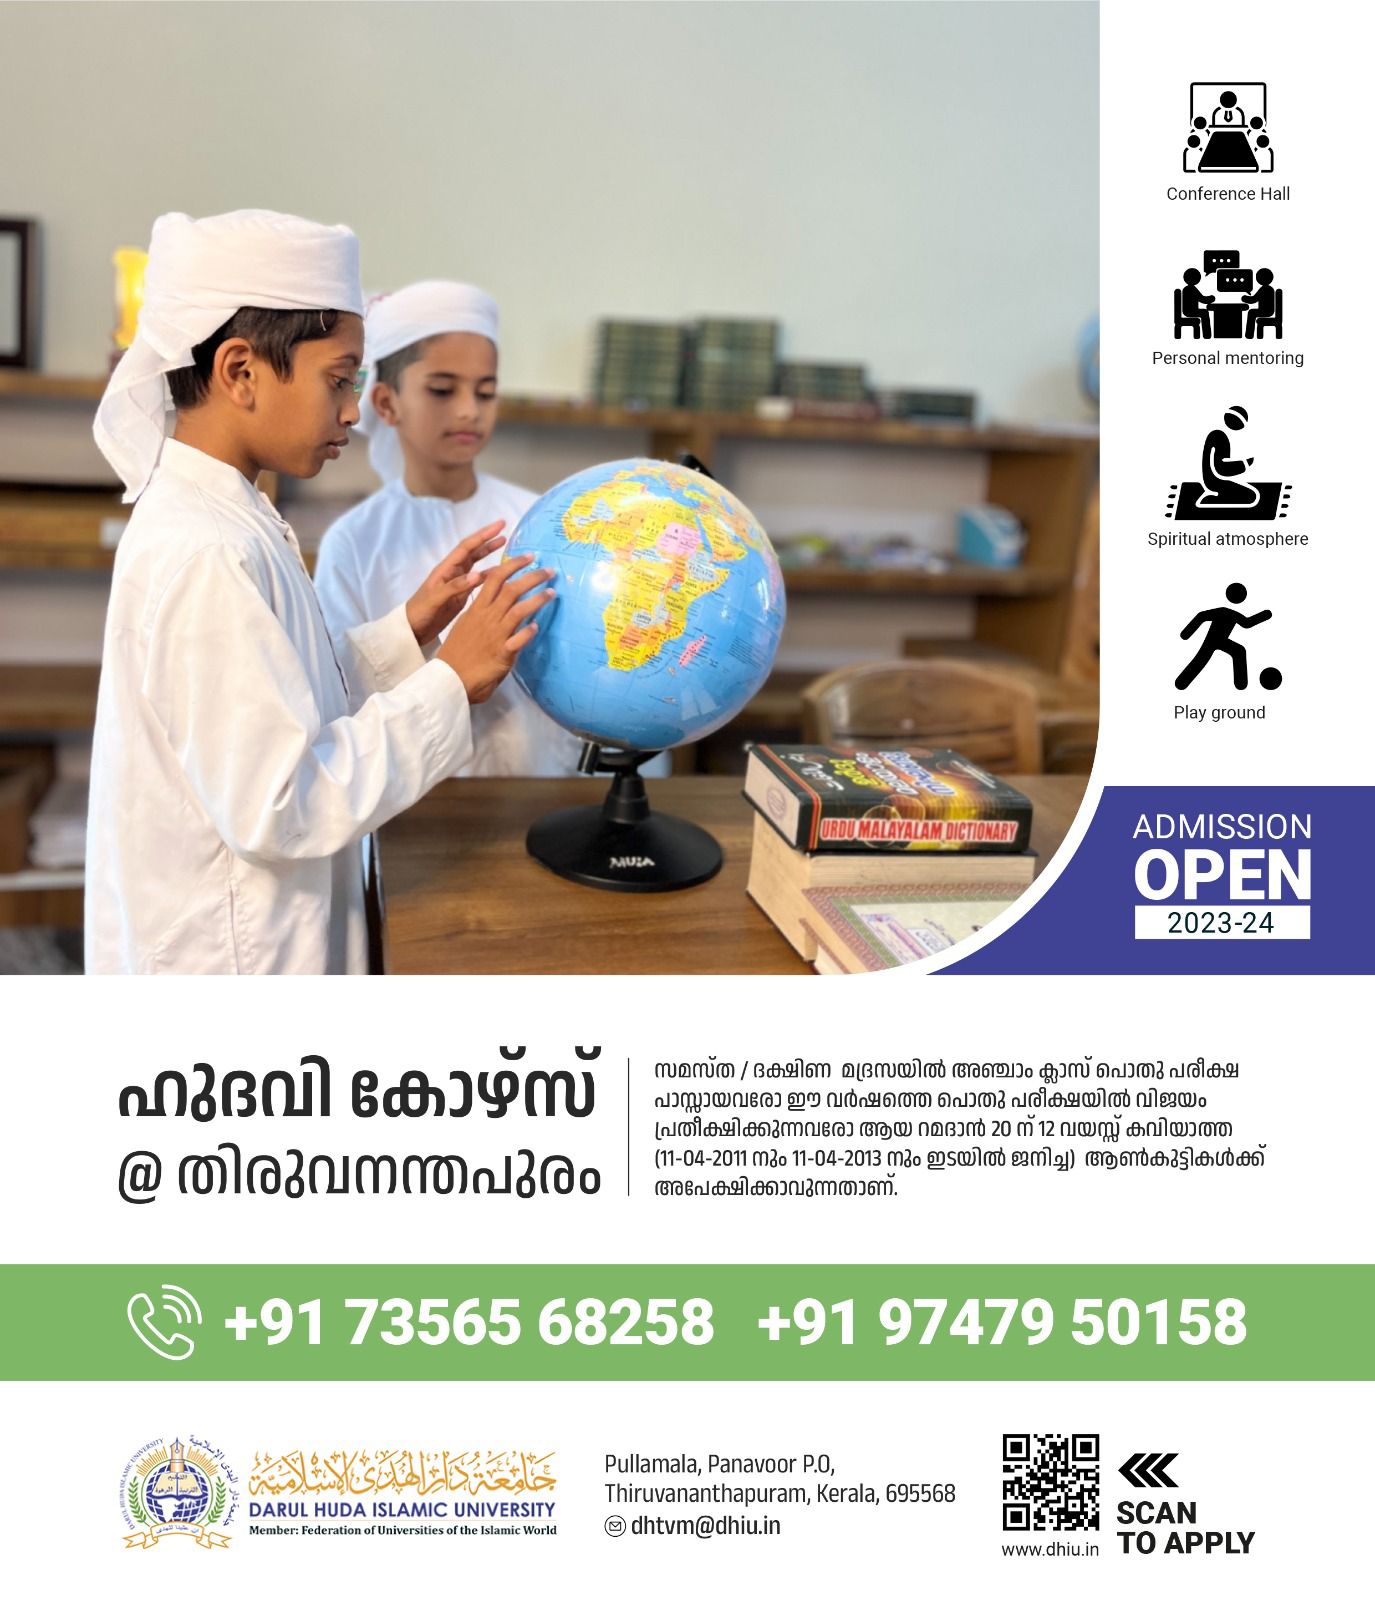 Conference Hall
Personal mentoring
Spiritual atmosphere
Play ground
URDU MALAYALAM DICTIONARY
ADMISSION
OPEN
2023-24
ഹുദവി കോഴ്സ്
@ തിരുവനന്തപുരം
സമസ്ത / ദക്ഷിണ മദ്രസയിൽ അഞ്ചാം ക്ലാസ് പൊതു പരീക്ഷ
പാസ്സായവരോ ഈ വർഷത്തെ പൊതു പരീക്ഷയിൽ വിജയം
പ്രതീക്ഷിക്കുന്നവരോ ആയ റമദാൻ 20 ന് 12 വയസ്സ് കവിയാത്ത
(11-04-2011 നും 11-04-2013 നും ഇടയിൽ ജനിച്ച) ആൺകുട്ടികൾക്ക്
അപേക്ഷിക്കാവുന്നതാണ്.
+91 73565 68258 +91 97479 50158
جامعة دار الهدى الإسلامية
DARUL HUDA ISLAMIC UNIVERSITY
Member: Federation of Universities of the Islamic World
Pullamala, Panavoor P.O,
Thiruvananthapuram, Kerala, 695568
dhtvm@dhiu.in
www.dhiu.in
SCAN
TO APPLY